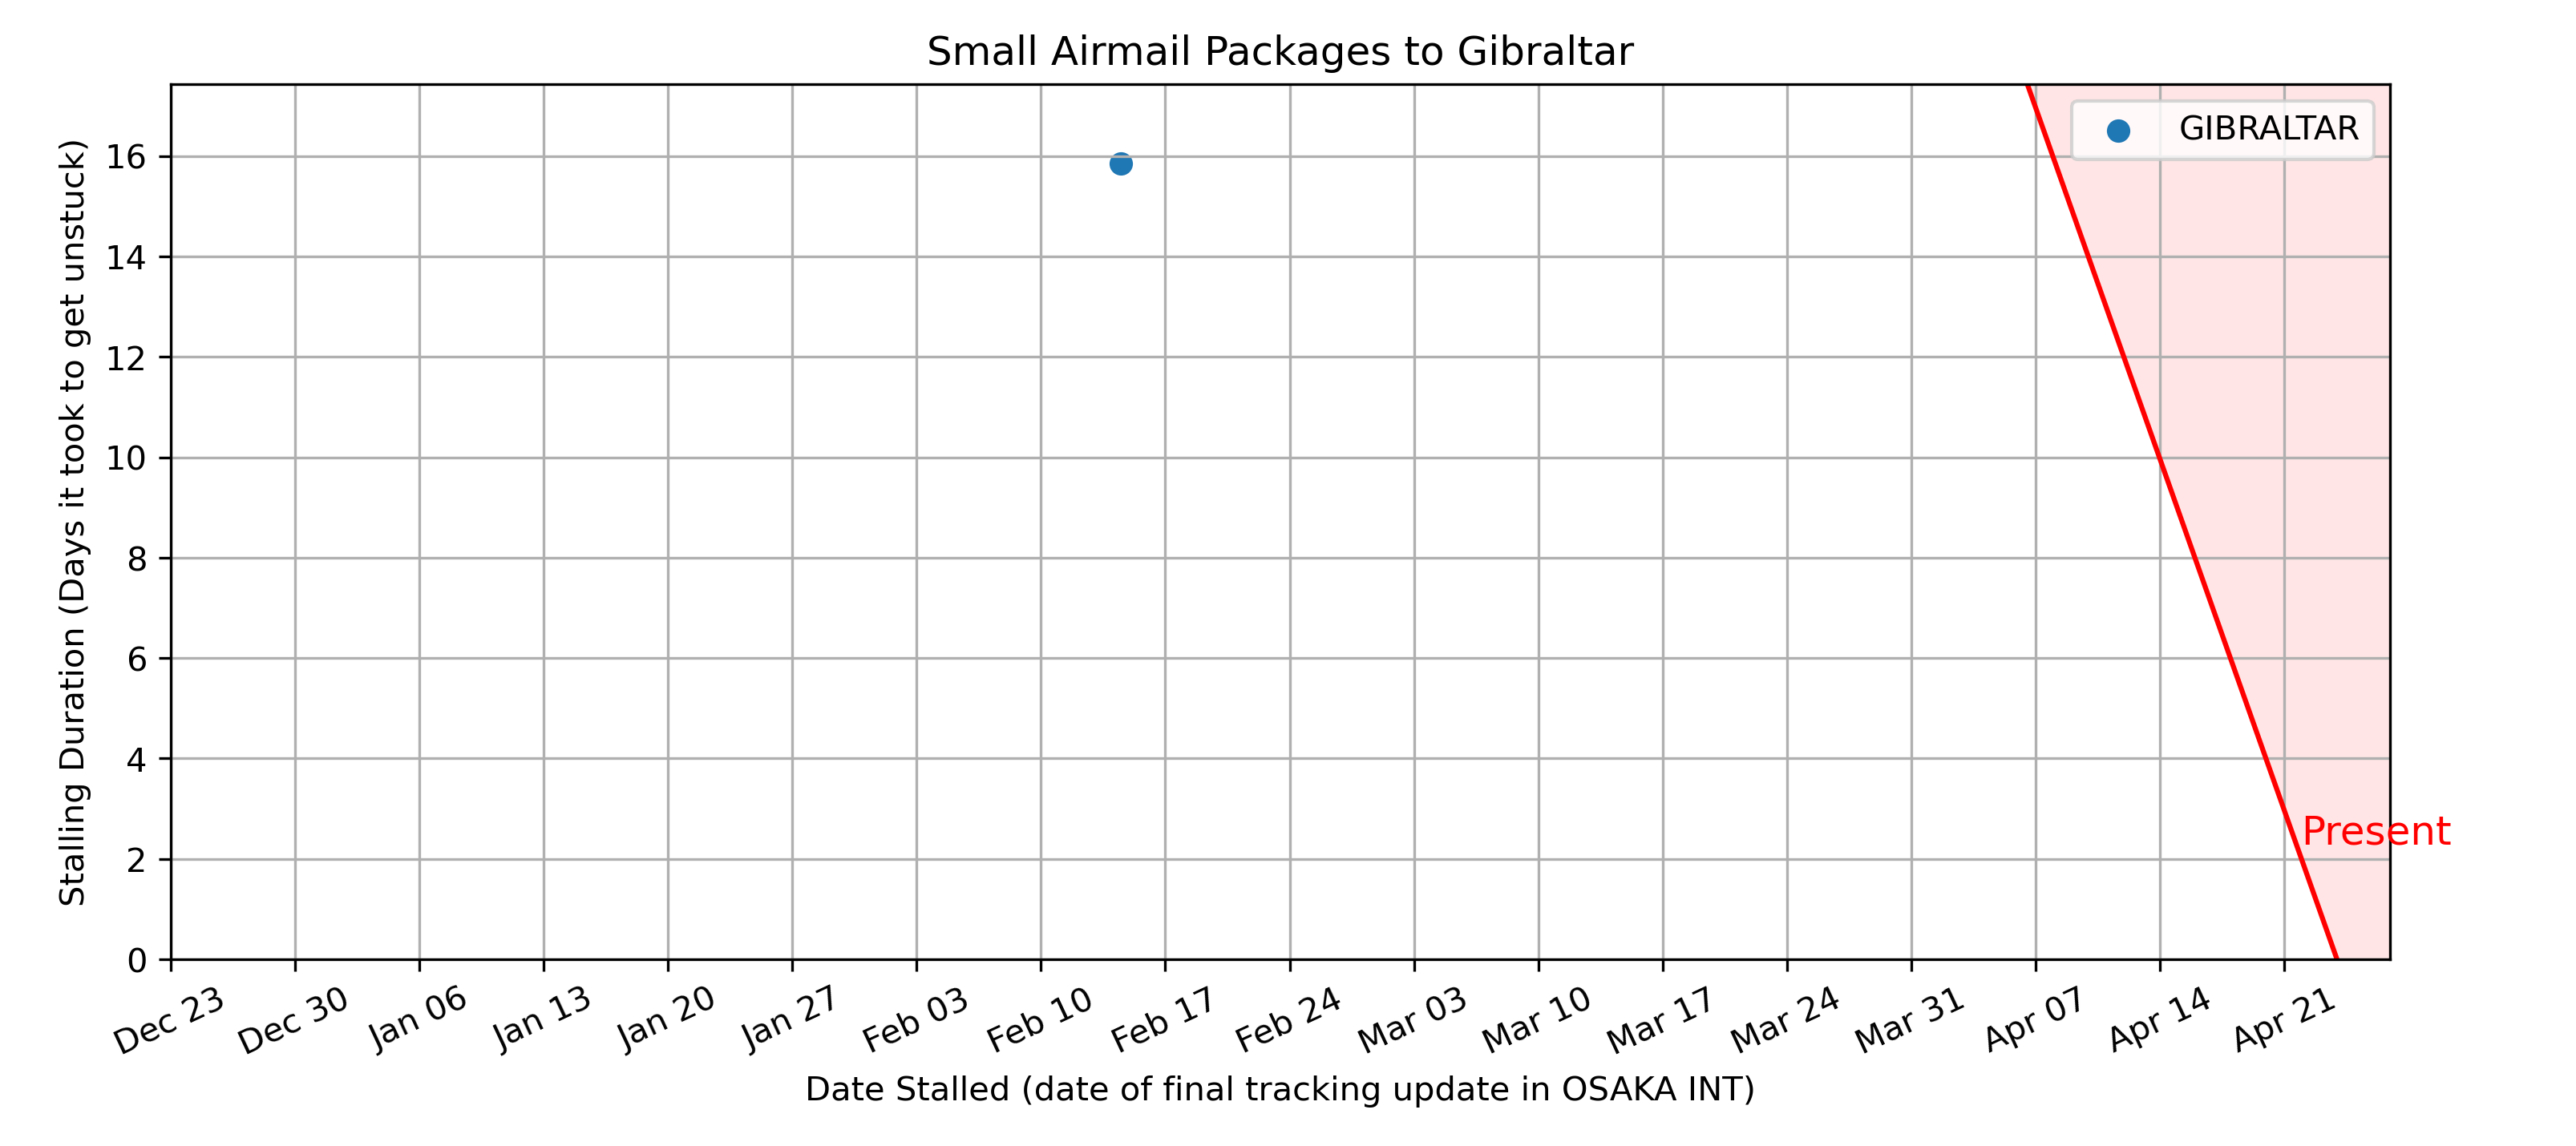 Small Airmail Packages to Gibraltar
GIBRALTAR
Stalling Duration (Days it took to get unstuck)
16
14
12
10
8
6
4
2
0
Present
Dec 23 Dec 30 Jan 06 Jan 13 Jan 20 Jan 27 Feb 03 Feb 10 Feb 17 Feb 24 Mar 03 Mar 10 Mar 17 Mar 24 Mar 31 Apr 07 Apr 14 Apr 21
Date Stalled (date of final tracking update in OSAKA INT)